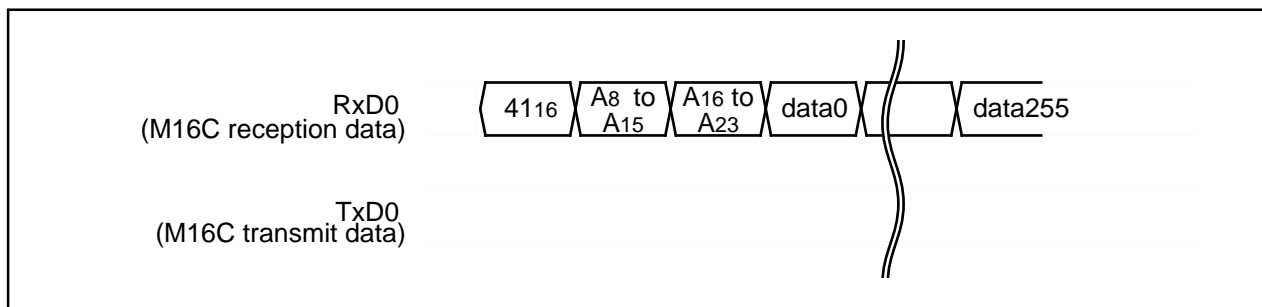 RxD0
(M16C reception data)
4116
A8 to
A15
A16 to
A23
data0
data255
TxD0
(M16C transmit data)